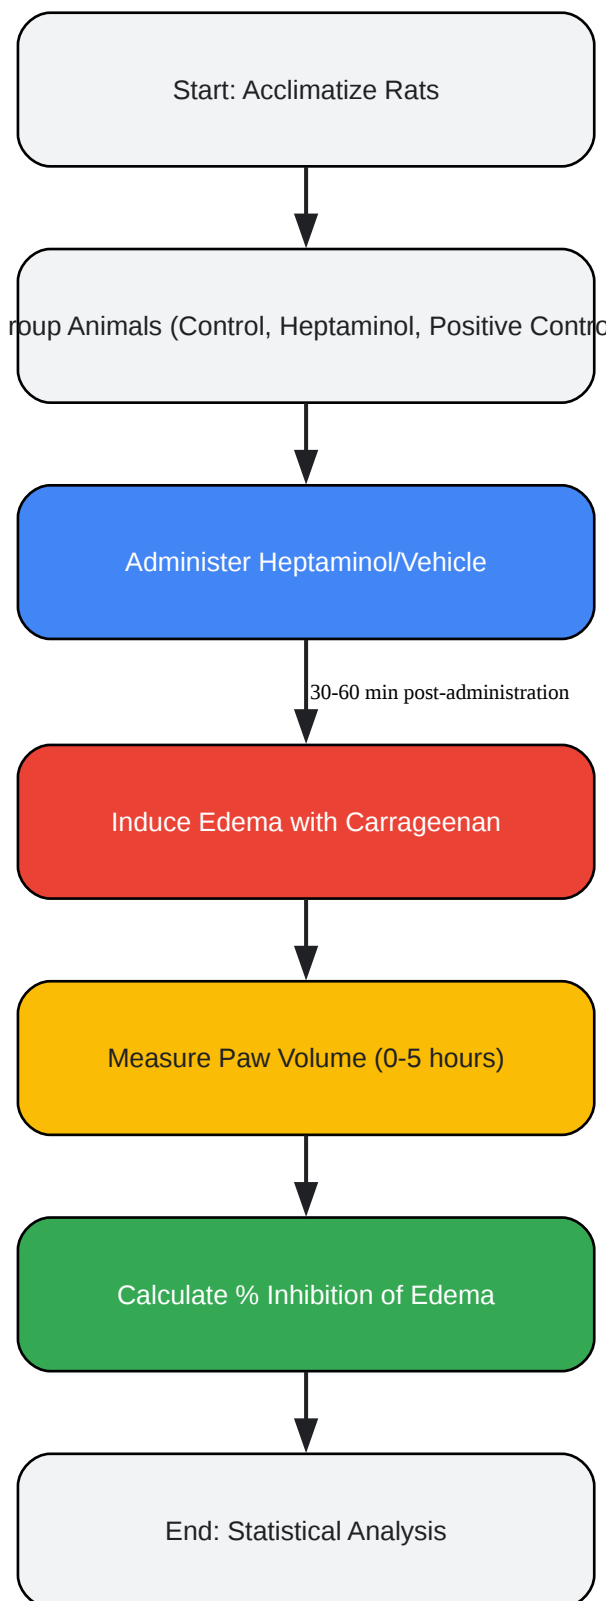 Start: Acclimatize Rats
roup Animals (Control, Heptaminol, Positive Contro
Administer Heptaminol/Vehicle
30-60 min post-administration
Induce Edema with Carrageenan
Measure Paw Volume (0-5 hours)
Calculate % Inhibition of Edema
End: Statistical Analysis